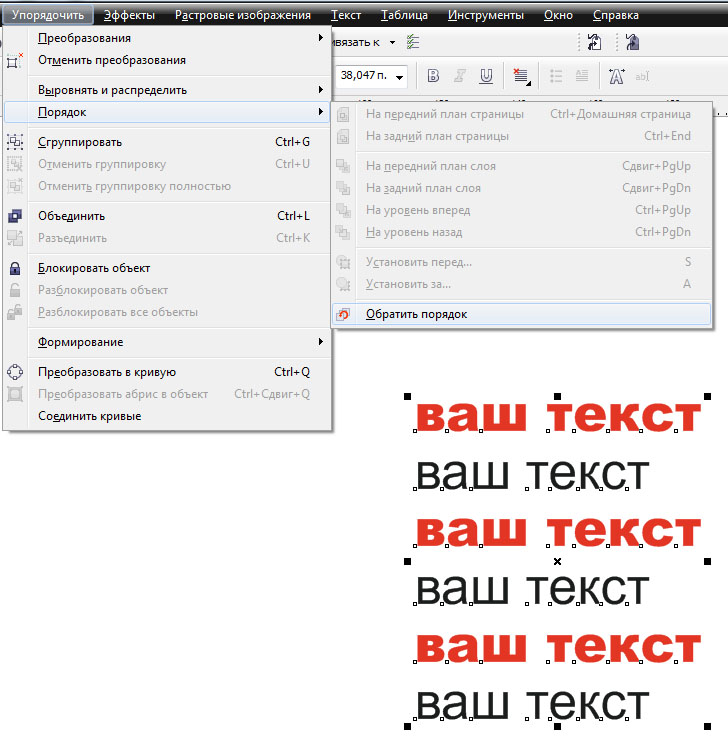 Упорядочить Эффекты Растровые изображения Текст Таблица Инструменты Окно Справка
Преобразования
ивязать к
Отменить преобразования
38,047 п.
B I U
abl
Выровнять и распределить
Порядок
На передний план страницы Ctrl+Домашная страница
На задний план страницы Ctrl+End
На передний план слоя Сдвиг+PgUp
На задний план слоя Сдвиг+PgDn
На уровень вперед Ctrl+PgUp
На уровень назад Ctrl+PgDn
Установить перед... S
Установить за... A
Обратить порядок
Сгруппировать Ctrl+G
Отменить группировку Ctrl+U
Отменить группировку полностью
Объединить Ctrl+L
Разъединить Ctrl+K
Блокировать объект
Разблокировать объект
Разблокировать все объекты
Формирование
Преобразовать в кривую Ctrl+Q
Преобразовать абрис в объект Ctrl+Сдвиг+Q
Соединить кривые
ваш текст
ваш текст
ваш текст
ваш текст
ваш текст
ваш текст